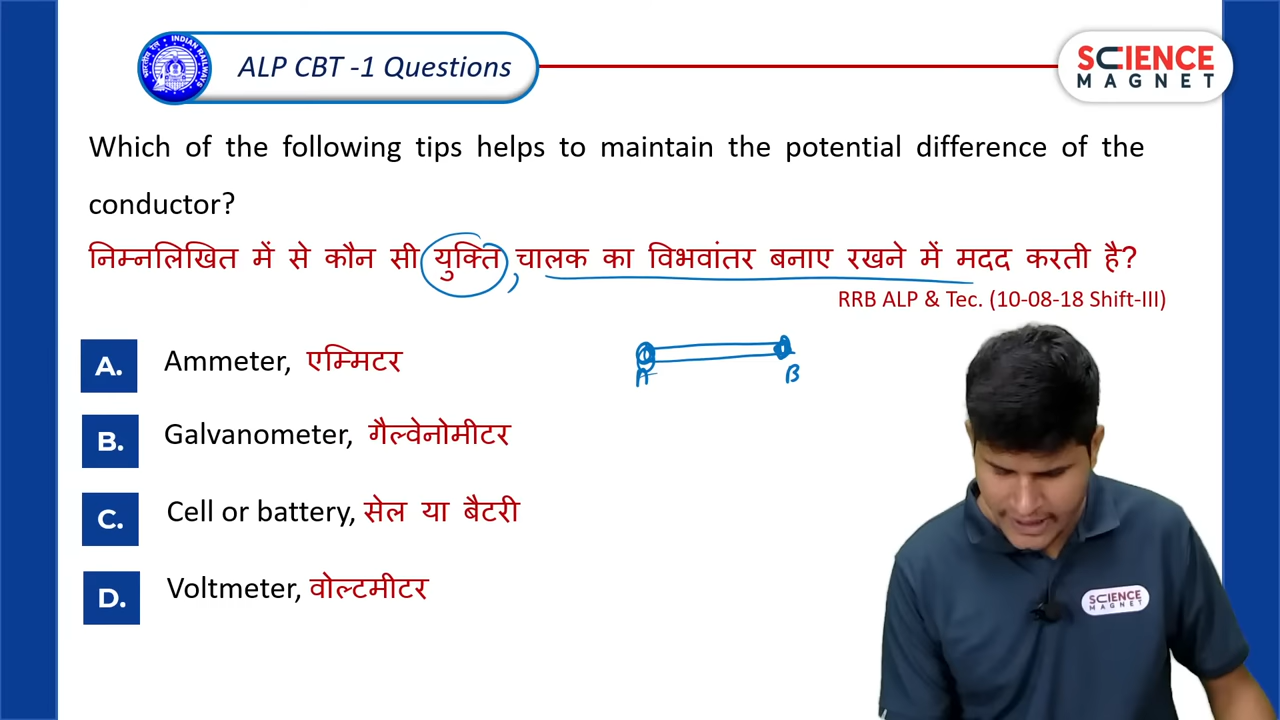 INDIAN RAILWAYS
ALP CBT -1 Questions
SCIENCE
MAGNET
Which of the following tips helps to maintain the potential difference of the
conductor?
निम्नलिखित में से कौन सी युक्ति चालक का विभवांतर बनाए रखने में मदद करती है?
RRB ALP & Tec. (10-08-18 Shift-III)
A. Ammeter, एम्मिटर
A B
B. Galvanometer, गैल्वेनोमीटर
C. Cell or battery, सेल या बैटरी
D. Voltmeter, वोल्टमीटर
SCIENCE
MAGNET